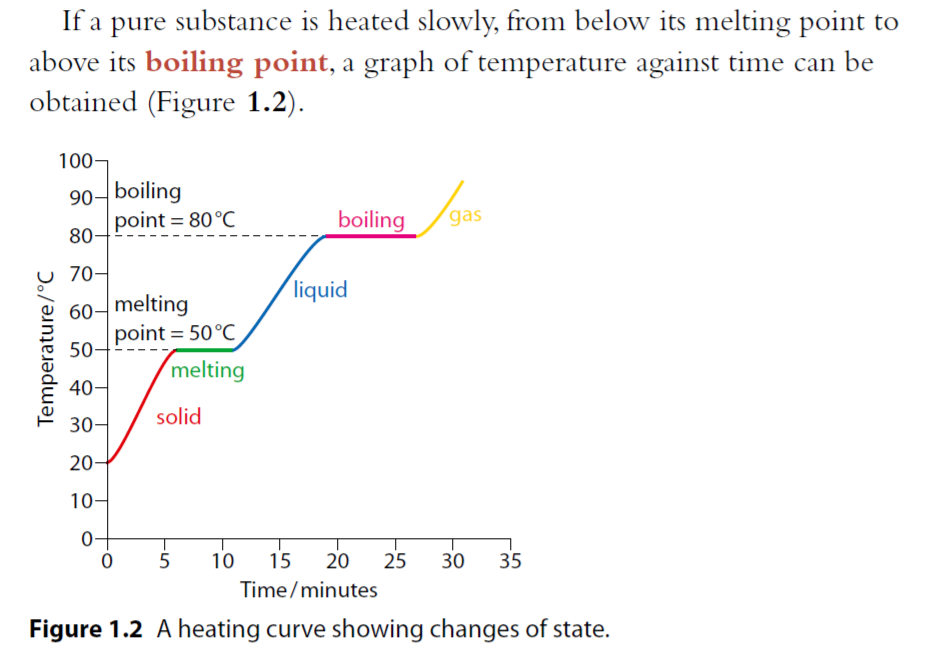 If a pure substance is heated slowly, from below its melting point to
above its boiling point, a graph of temperature against time can be
obtained (Figure 1.2).
100
90
80
70
60
50
40
30
20
10
0
Temperature/°C
boiling
point = 80°C
boiling
gas
liquid
melting
point = 50°C
melting
solid
0 5 10 15 20 25 30 35
Time/minutes
Figure 1.2 A heating curve showing changes of state.